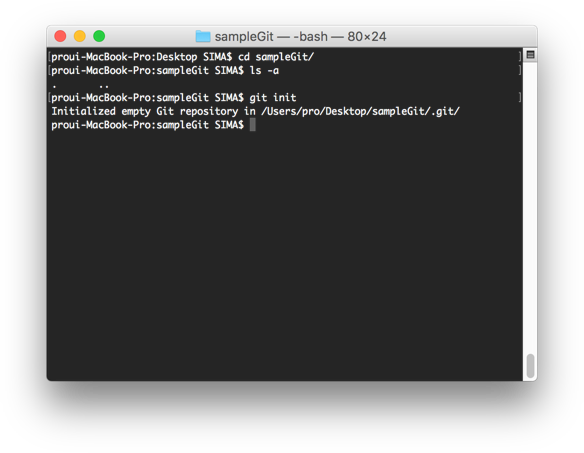 sampleGit — -bash — 80×24
[proui-MacBook-Pro:Desktop SIMA$ cd sampleGit/ ]
[proui-MacBook-Pro:sampleGit SIMA$ ls -a ]
. ..
[proui-MacBook-Pro:sampleGit SIMA$ git init ]
Initialized empty Git repository in /Users/pro/Desktop/sampleGit/.git/
proui-MacBook-Pro:sampleGit SIMA$